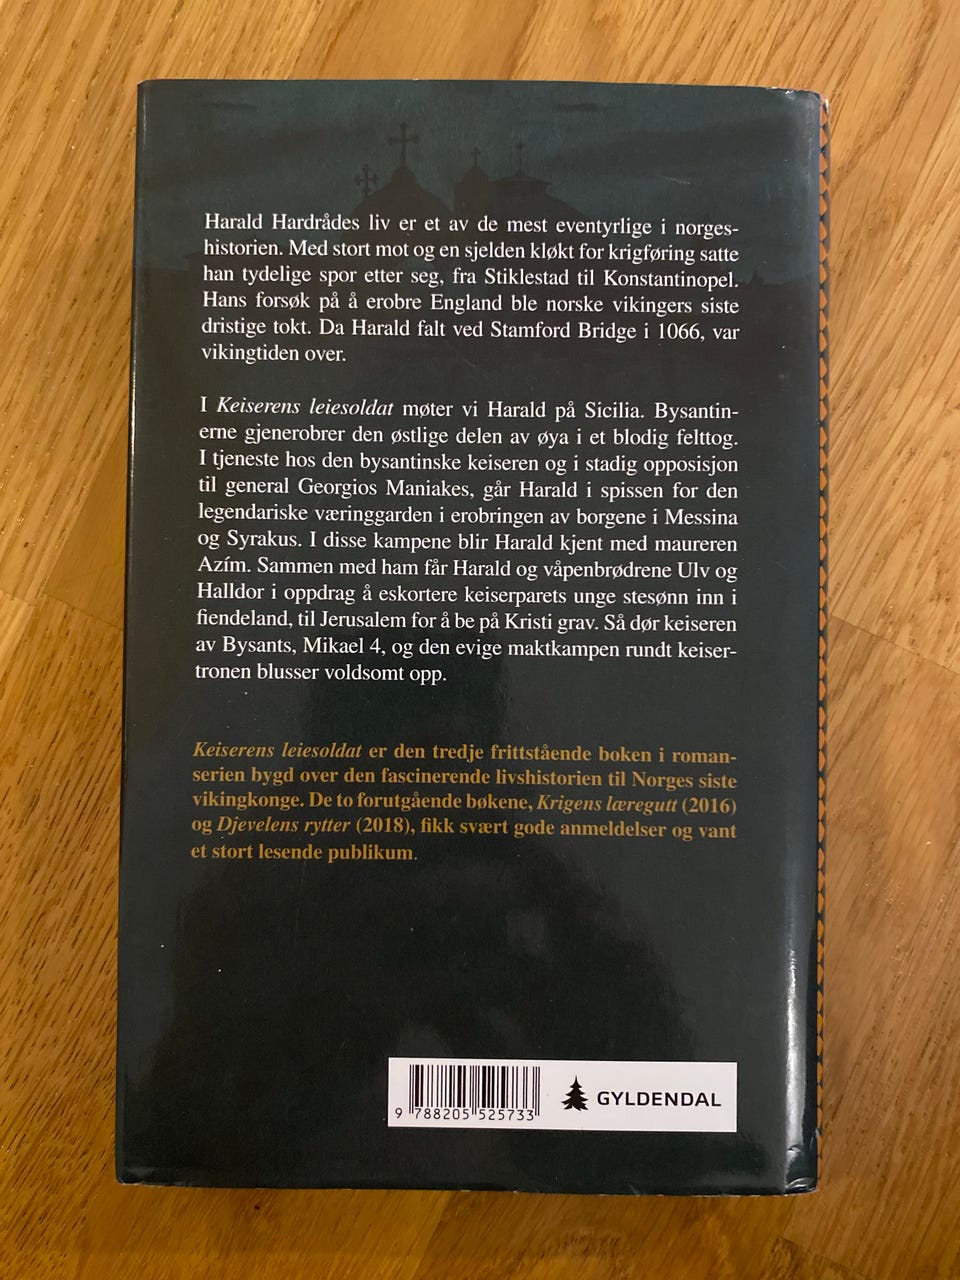 Harald Hardrådes liv er et av de mest eventyrlige i norges-
historien. Med stort mot og en sjelden kløkt for krigføring satte
han tydelige spor etter seg, fra Stiklestad til Konstantinopel.
Hans forsøk på å erobre England ble norske vikingers siste
dristige tokt. Da Harald falt ved Stamford Bridge i 1066, var
vikingtiden over.
I Keiserens leiesoldat møter vi Harald på Sicilia. Bysantin-
erne gjenerobrer den østlige delen av øya i et blodig felttog.
I tjeneste hos den bysantinske keiseren og i stadig opposisjon
til general Georgios Maniakes, går Harald i spissen for den
legendariske væringgarden i erobringen av borgene i Messina
og Syrakus. I disse kampene blir Harald kjent med maureren
Azím. Sammen med ham får Harald og våpenbrødrene Ulv og
Halldor i oppdrag å eskortere keiserparets unge stesønn inn i
fiendeland, til Jerusalem for å be på Kristi grav. Så dør keiseren
av Bysants, Mikael 4, og den evige maktkampen rundt keiser-
tronen blusser voldsomt opp.
Keiserens leiesoldat er den tredje frittstående boken i roman-
serien bygd over den fascinerende livshistorien til Norges siste
vikingkonge. De to forutgående bøkene, Krigens læregutt (2016)
og Djevelens rytter (2018), fikk svært gode anmeldelser og vant
et stort lesende publikum.
9 788205 525733
GYLDENDAL